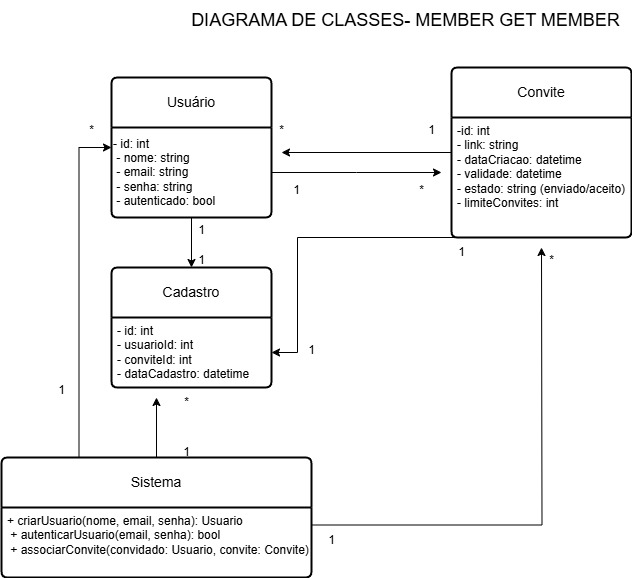 DIAGRAMA DE CLASSES- MEMBER GET MEMBER
Usuário
- id: int
- nome: string
- email: string
- senha: string
- autenticado: bool
Convite
-id: int
- link: string
- dataCriacao: datetime
- validade: datetime
- estado: string (enviado/aceito)
- limiteConvites: int
*
*
1
1
*
1
1
Cadastro
- id: int
- usuarioId: int
- conviteId: int
- dataCadastro: datetime
1
*
1
1
*
1
Sistema
+ criarUsuario(nome, email, senha): Usuario
+ autenticarUsuario(email, senha): bool
+ associarConvite(convidado: Usuario, convite: Convite)
1